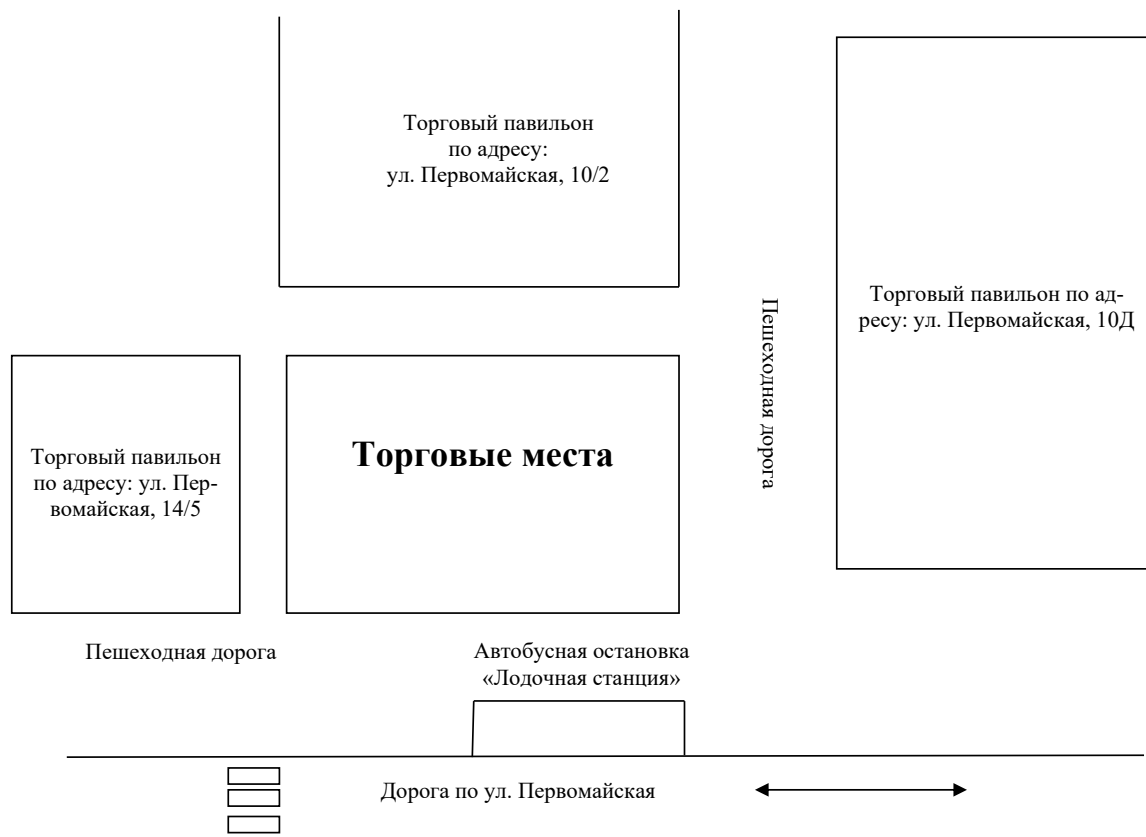 Торговый павильон
по адресу:
ул. Первомайская, 10/2
Торговый павильон по ад-
ресу: ул. Первомайская, 10Д
Пешеходная дорога
Торговый павильон
по адресу: ул. Пер-
вомайская, 14/5
Торговые места
Пешеходная дорога
Автобусная остановка
«Лодочная станция»
Дорога по ул. Первомайская